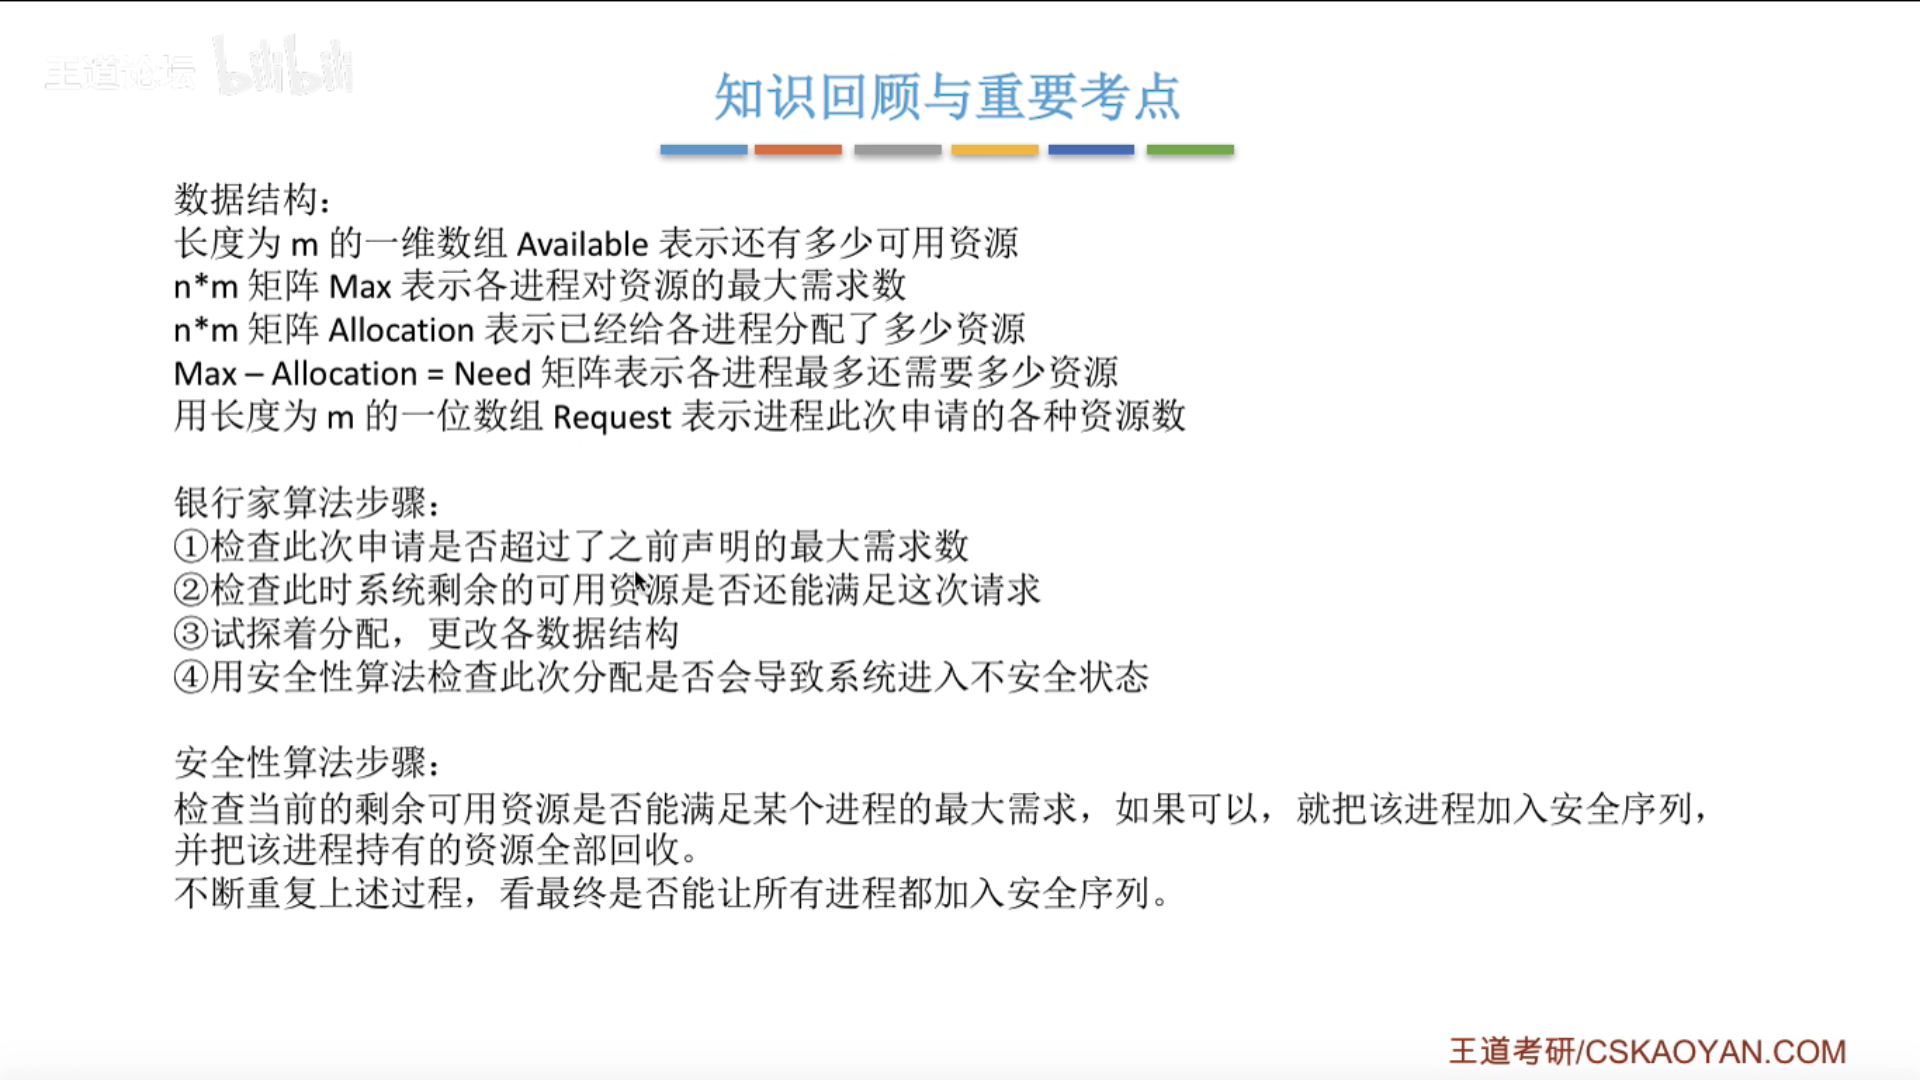 王道论坛 bilibili
知识回顾与重要考点
数据结构：
长度为 m 的一维数组 Available 表示还有多少可用资源
n*m 矩阵 Max 表示各进程对资源的最大需求数
n*m 矩阵 Allocation 表示已经给各进程分配了多少资源
Max – Allocation = Need 矩阵表示各进程最多还需要多少资源
用长度为 m 的一位数组 Request 表示进程此次申请的各种资源数
银行家算法步骤：
①检查此次申请是否超过了之前声明的最大需求数
②检查此时系统剩余的可用资源是否还能满足这次请求
③试探着分配，更改各数据结构
④用安全性算法检查此次分配是否会导致系统进入不安全状态
安全性算法步骤：
检查当前的剩余可用资源是否能满足某个进程的最大需求，如果可以，就把该进程加入安全序列，
并把该进程持有的资源全部回收。
不断重复上述过程，看最终是否能让所有进程都加入安全序列。
王道考研/CSKAOYAN.COM